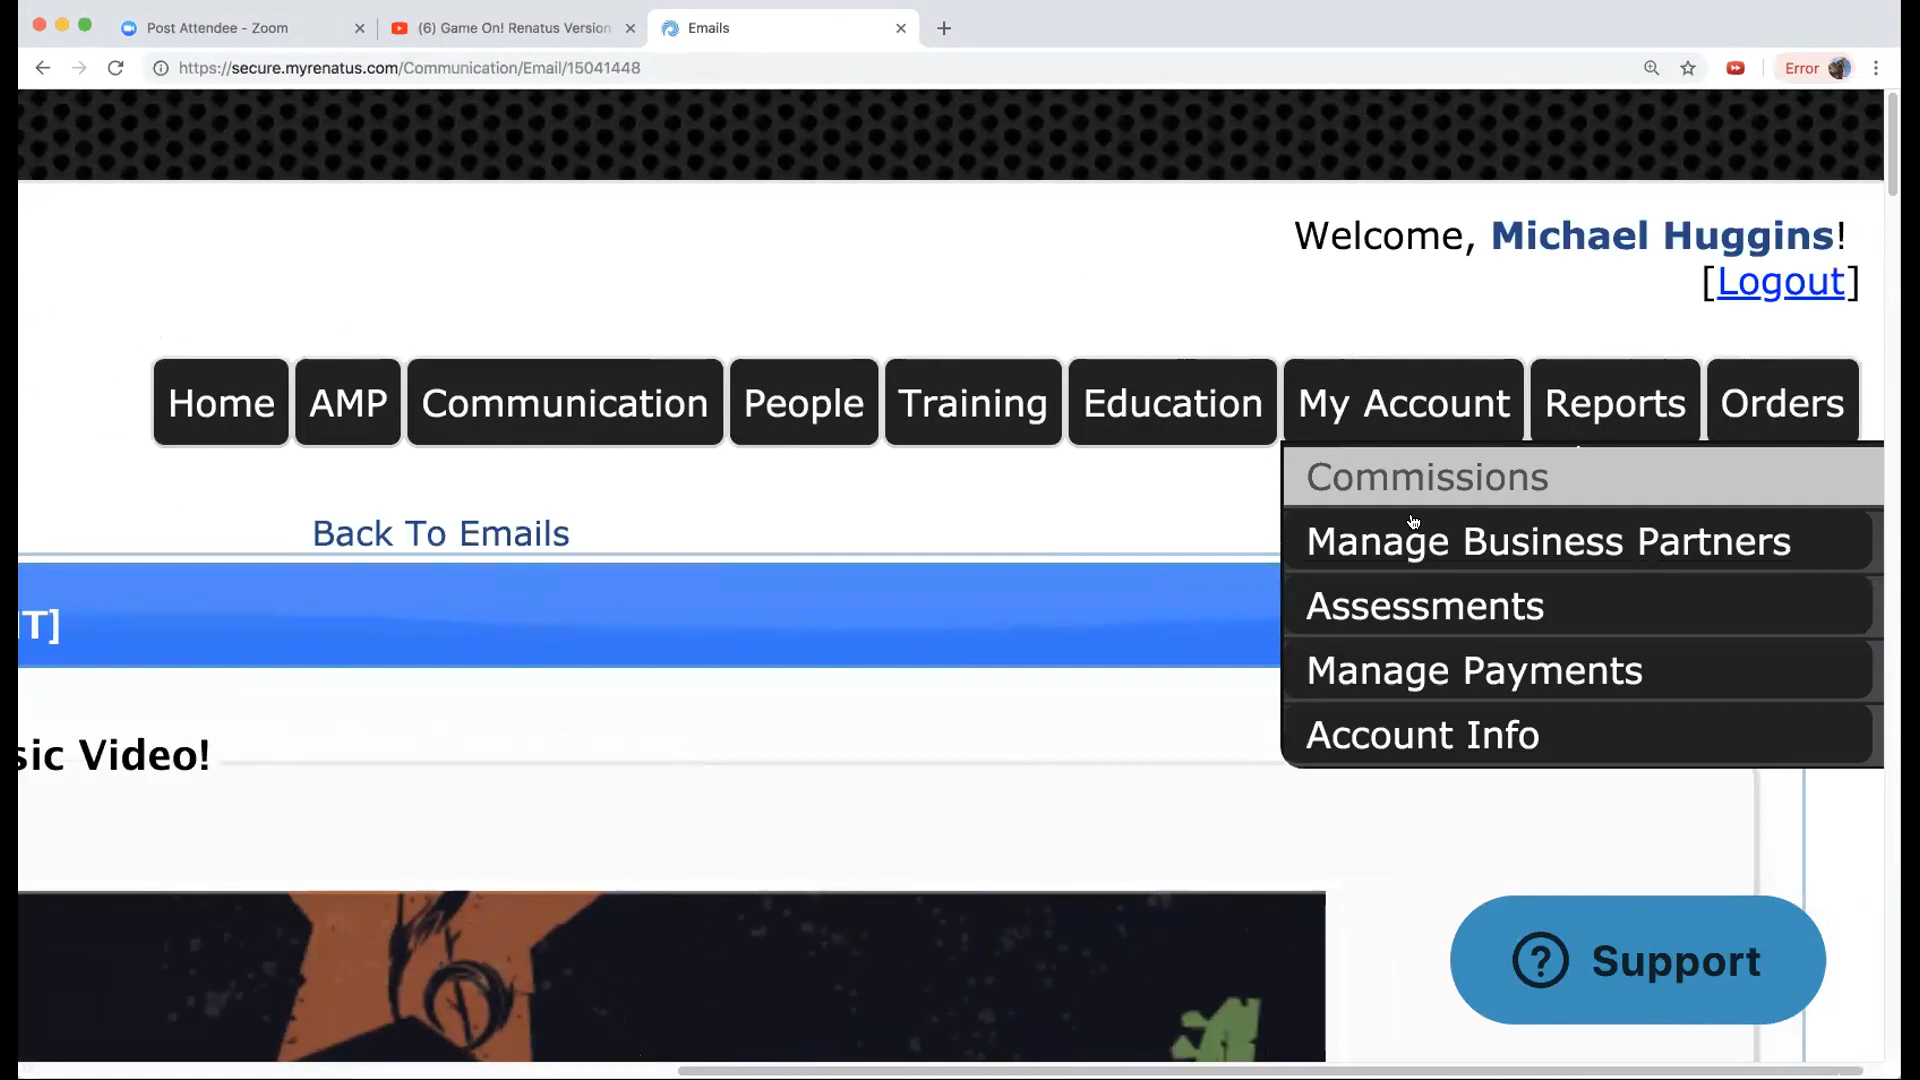 Post Attendee - Zoom
(6) Game On! Renatus Version
Emails
https://secure.myrenatus.com/Communication/Email/15041448
Error
Welcome, Michael Huggins!
[Logout]
Home AMP Communication People Training Education My Account Reports Orders
Commissions
Manage Business Partners
Assessments
Manage Payments
Account Info
Back To Emails
T]
sic Video!
Support